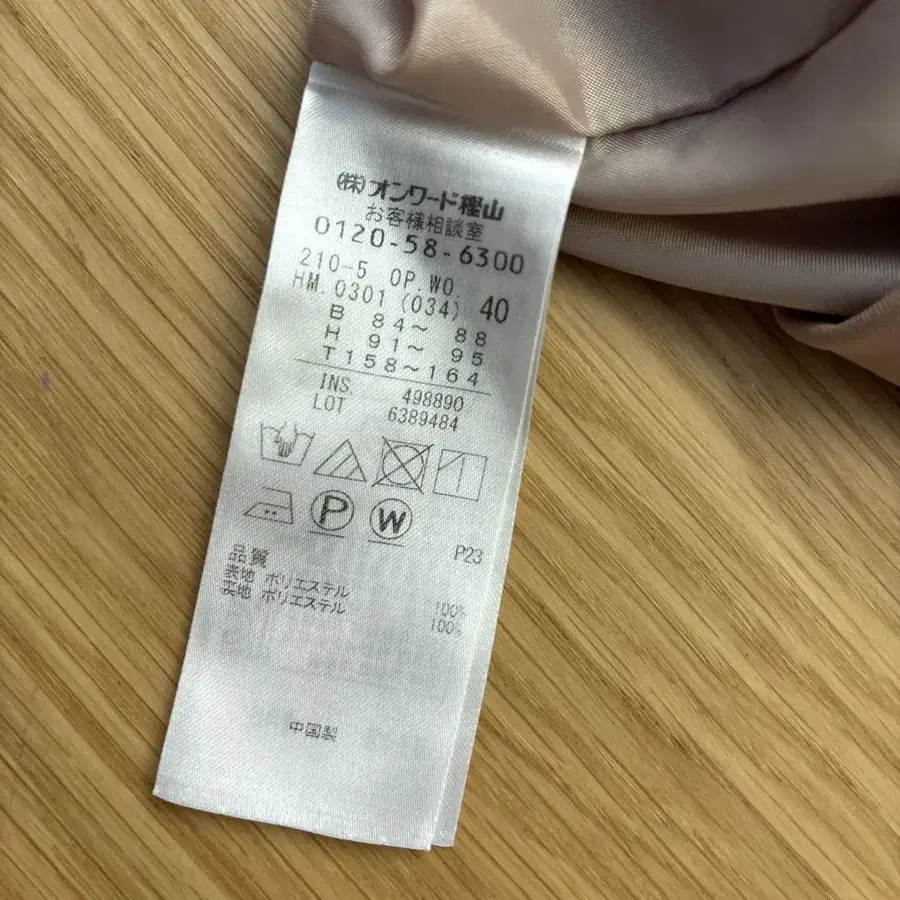 (株)オンワード樫山
お客様相談室
0120-58-6300
210-5 OP.WO.
HM.0301 (034) 40
B 84~ 88
H 91~ 95
T158~164
INS. 498890
LOT 6389484
P W
P23
品質
表地 ポリエステル 100%
裏地 ポリエステル 100%
中国製